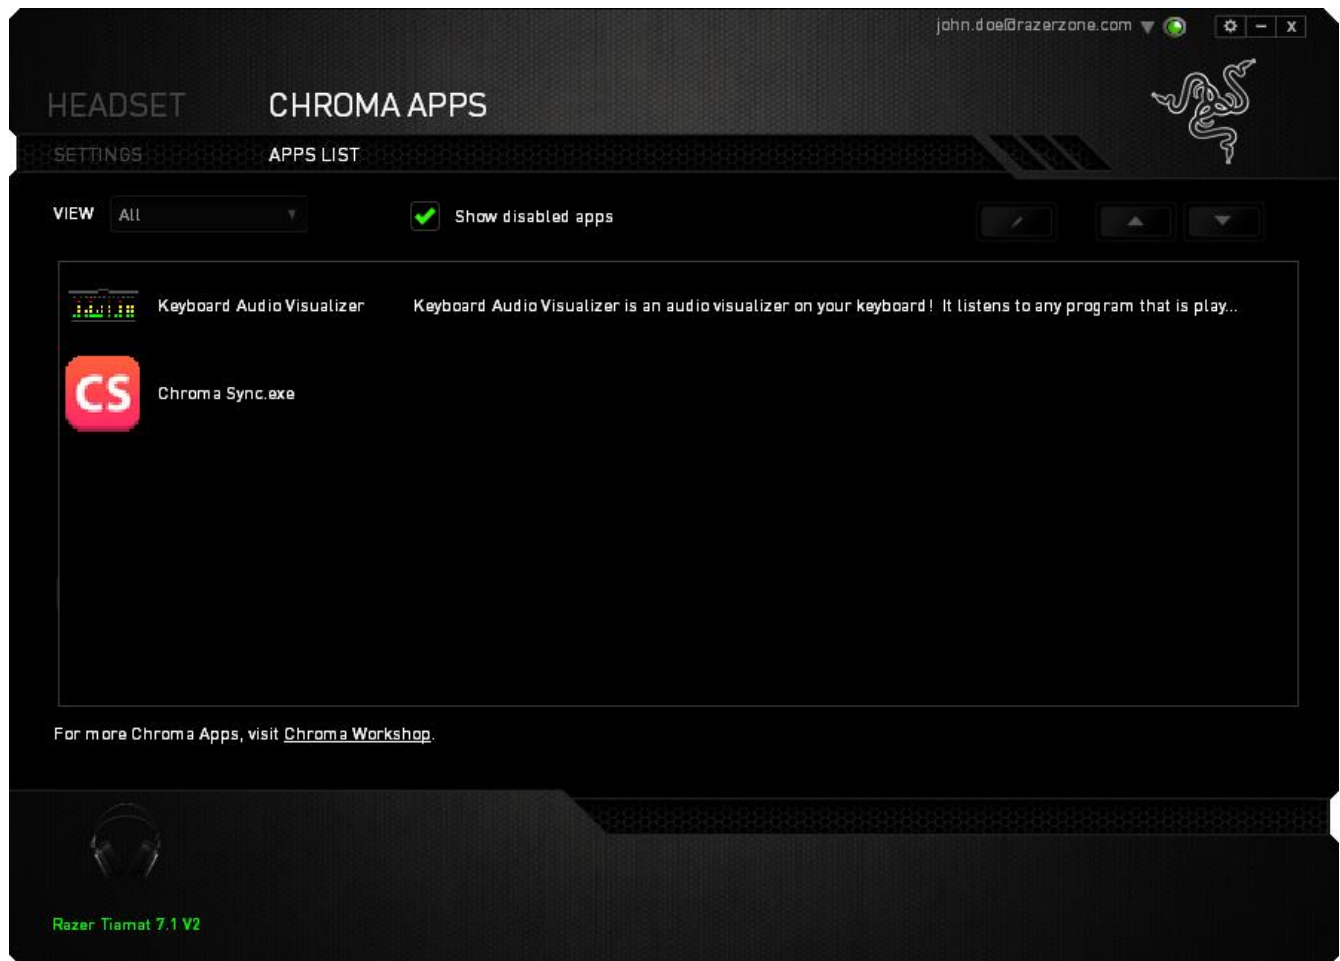 john.doe@razerzone.com
HEADSET CHROMA APPS
SETTINGS APPS LIST
VIEW All Show disabled apps
Keyboard Audio Visualizer Keyboard Audio Visualizer is an audio visualizer on your keyboard! It listens to any program that is play...
CS Chroma Sync.exe
For more Chroma Apps, visit Chroma Workshop.
Razer Tiamat 7.1 V2